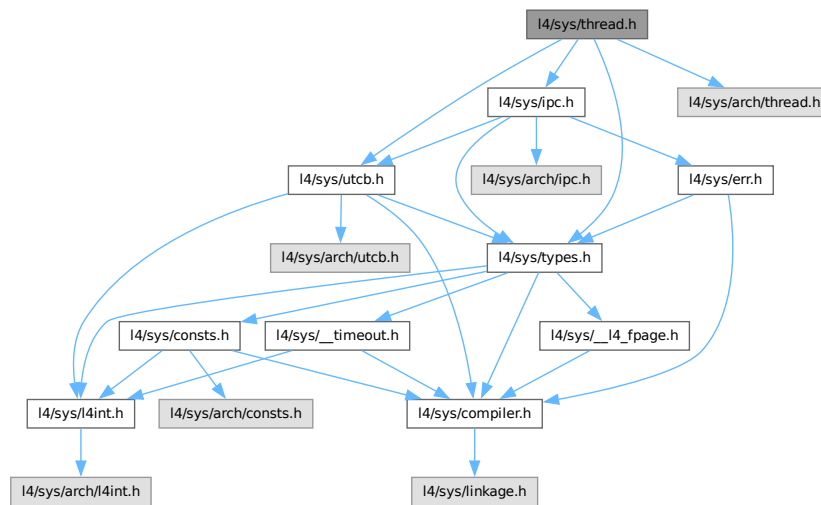 l4/sys/thread.h
l4/sys/ipc.h
l4/sys/arch/thread.h
l4/sys/utcb.h
l4/sys/arch/ipc.h
l4/sys/err.h
l4/sys/arch/utcb.h
l4/sys/types.h
l4/sys/consts.h
l4/sys/__timeout.h
l4/sys/__l4_fpage.h
l4/sys/l4int.h
l4/sys/arch/consts.h
l4/sys/compiler.h
l4/sys/arch/l4int.h
l4/sys/linkage.h